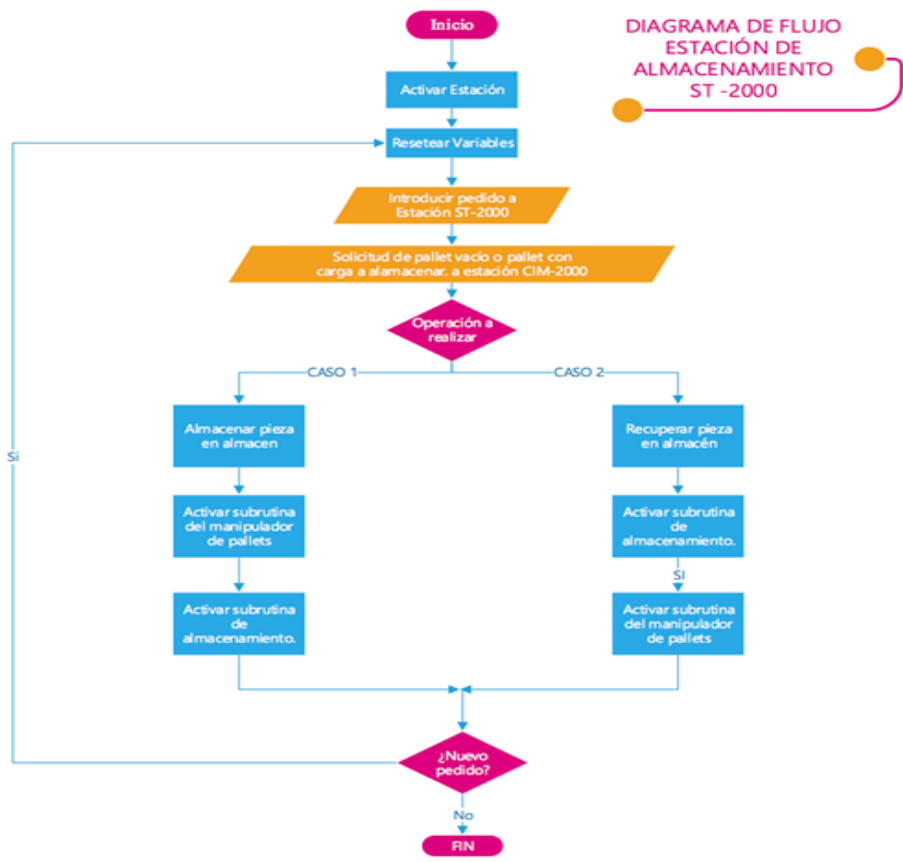 Inicio
DIAGRAMA DE FLUJO
ESTACIÓN DE
ALMACENAMIENTO
ST -2000
Activar Estación
Resetear Variables
Introducir pedido a
Estación ST-2000
Solicitud de pallet vacío o pallet con
carga a alamacenar. a estación CIM-2000
Operación a
realizar
CASO 1
CASO 2
Almacenar pieza
en almacen
Activar subrutina
del manipulador
de pallets
Activar subrutina
de
almacenamiento.
Recuperar pieza
en almacén
Activar subrutina
de
almacenamiento.
SI
Activar subrutina
del manipulador
de pallets
Si
¿Nuevo
pedido?
No
FIN